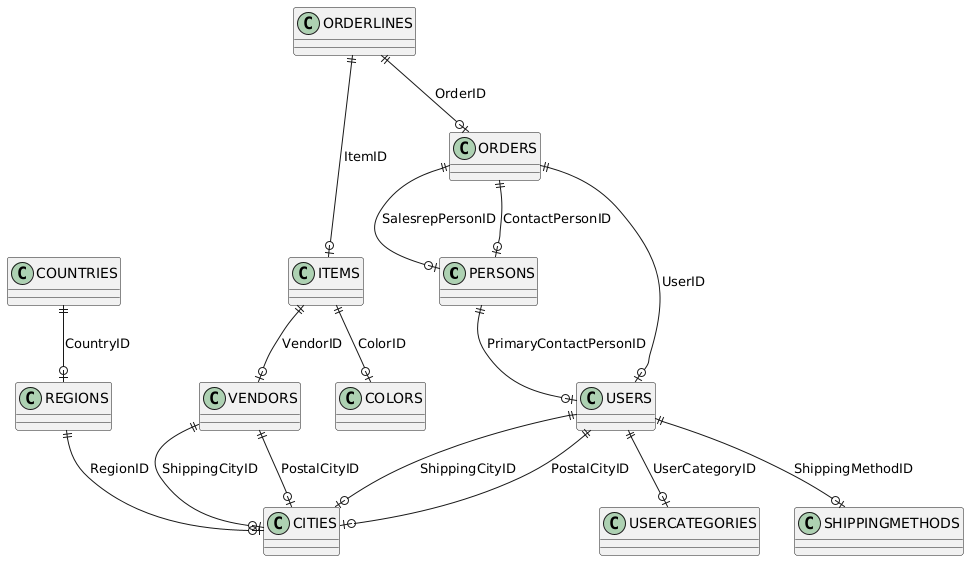 C ORDERLINES
OrderID
C ORDERS
ItemID
SalesrepPersonID
ContactPersonID
C COUNTRIES
C ITEMS
C PERSONS
UserID
CountryID
VendorID
ColorID
PrimaryContactPersonID
C REGIONS
C VENDORS
C COLORS
C USERS
RegionID
ShippingCityID
PostalCityID
ShippingCityID
PostalCityID
UserCategoryID
ShippingMethodID
C CITIES
C USERCATEGORIES
C SHIPPINGMETHODS